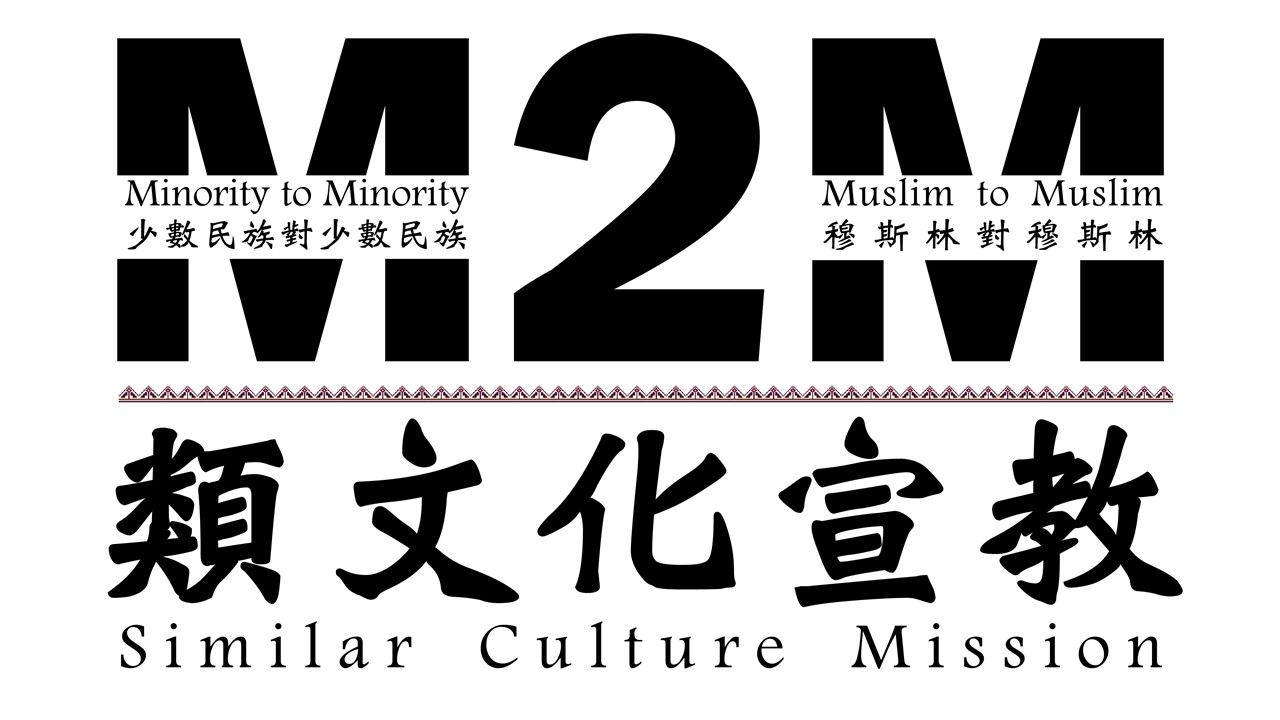 M2M
Minority to Minority
少數民族對少數民族
Muslim to Muslim
穆斯林對穆斯林
類文化宣教
Similar Culture Mission